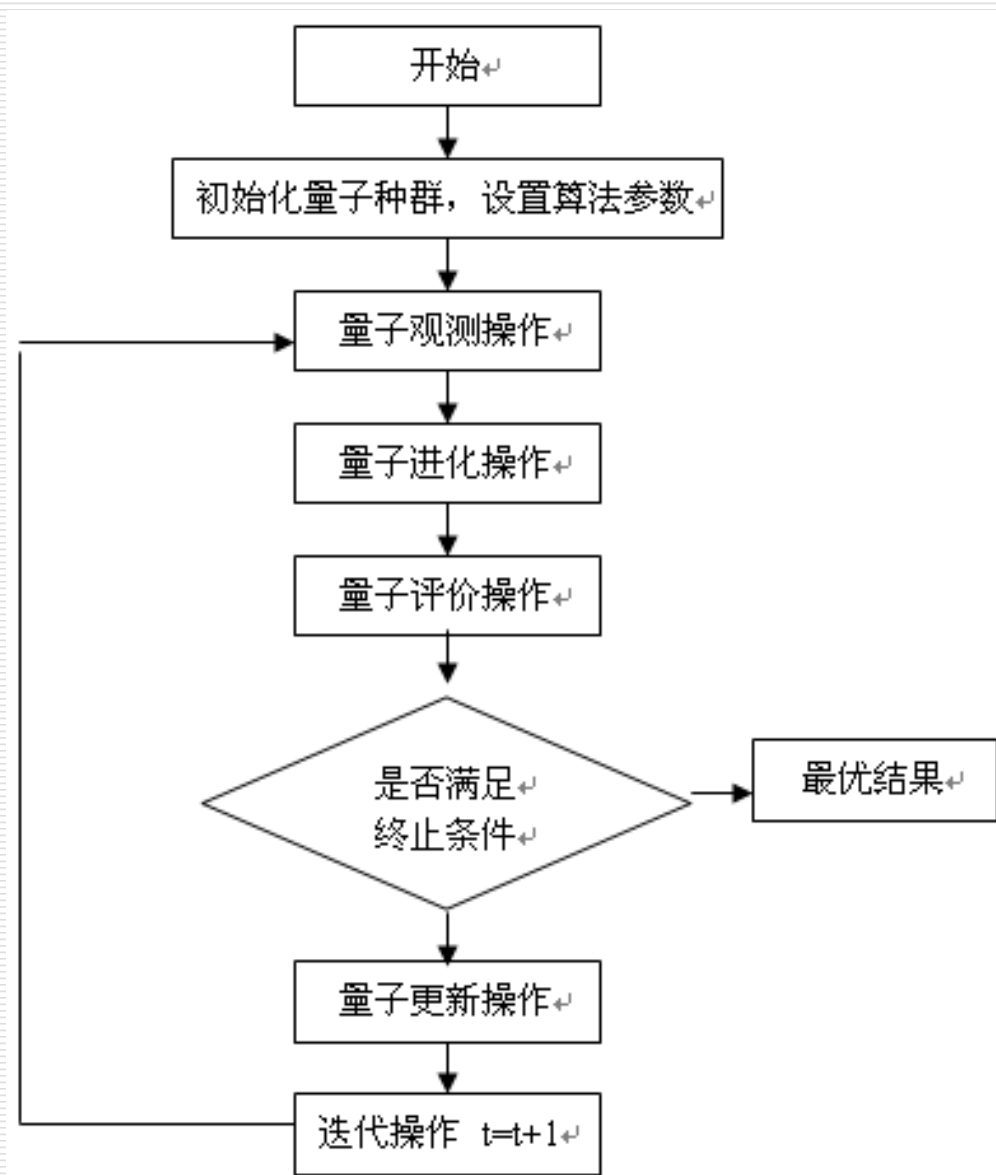 开始
初始化量子种群，设置算法参数
量子观测操作
量子进化操作
量子评价操作
是否满足
终止条件
最优结果
量子更新操作
迭代操作 t=t+1